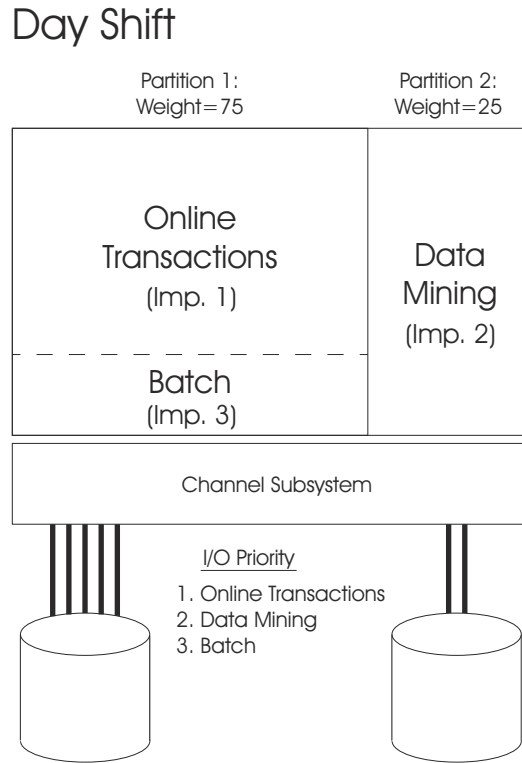 Day Shift
Partition 1:
Weight=75
Partition 2:
Weight=25
Online
Transactions
(Imp. 1)
Data
Mining
(Imp. 2)
Batch
(Imp. 3)
Channel Subsystem
I/O Priority
1. Online Transactions
2. Data Mining
3. Batch